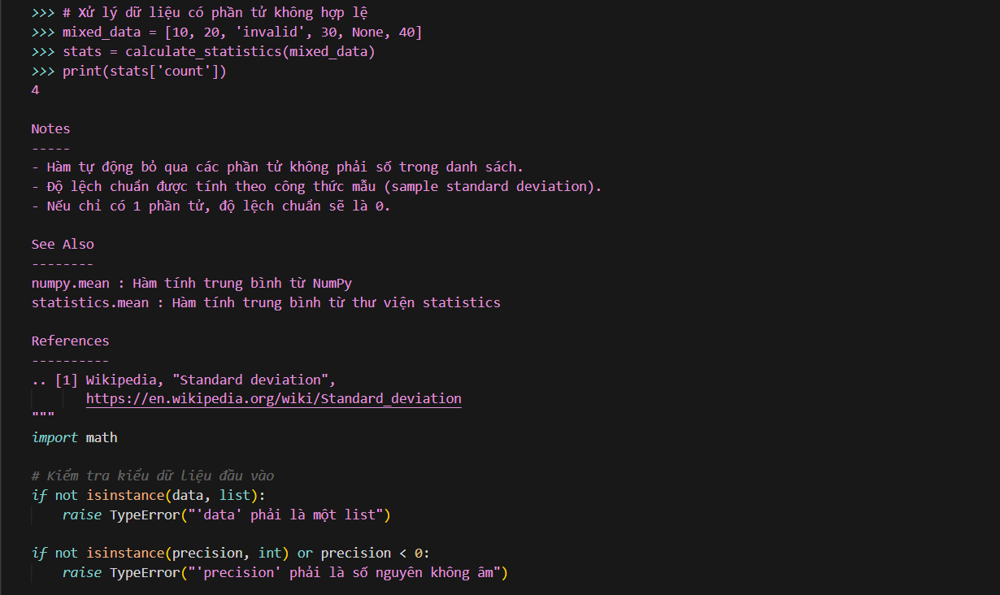 >>> # Xử lý dữ liệu có phần tử không hợp lệ
>>> mixed_data = [10, 20, 'invalid', 30, None, 40]
>>> stats = calculate_statistics(mixed_data)
>>> print(stats['count'])
4

Notes
-----
- Hàm tự động bỏ qua các phần tử không phải số trong danh sách.
- Độ lệch chuẩn được tính theo công thức mẫu (sample standard deviation).
- Nếu chỉ có 1 phần tử, độ lệch chuẩn sẽ là 0.

See Also
--------
numpy.mean : Hàm tính trung bình từ NumPy
statistics.mean : Hàm tính trung bình từ thư viện statistics

References
----------
.. [1] Wikipedia, "Standard deviation",
       https://en.wikipedia.org/wiki/Standard_deviation
"""
import math

# Kiểm tra kiểu dữ liệu đầu vào
if not isinstance(data, list):
    raise TypeError("'data' phải là một list")

if not isinstance(precision, int) or precision < 0:
    raise TypeError("'precision' phải là số nguyên không âm")